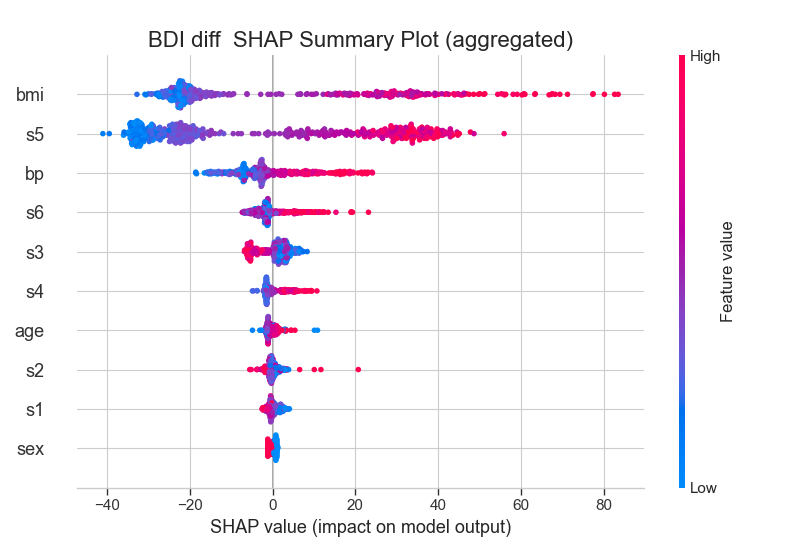 BDI diff  SHAP Summary Plot (aggregated)
High
bmi
s5
bp
s6
s3
s4
age
s2
s1
sex
Feature value
Low
−40 −20 0 20 40 60 80
SHAP value (impact on model output)